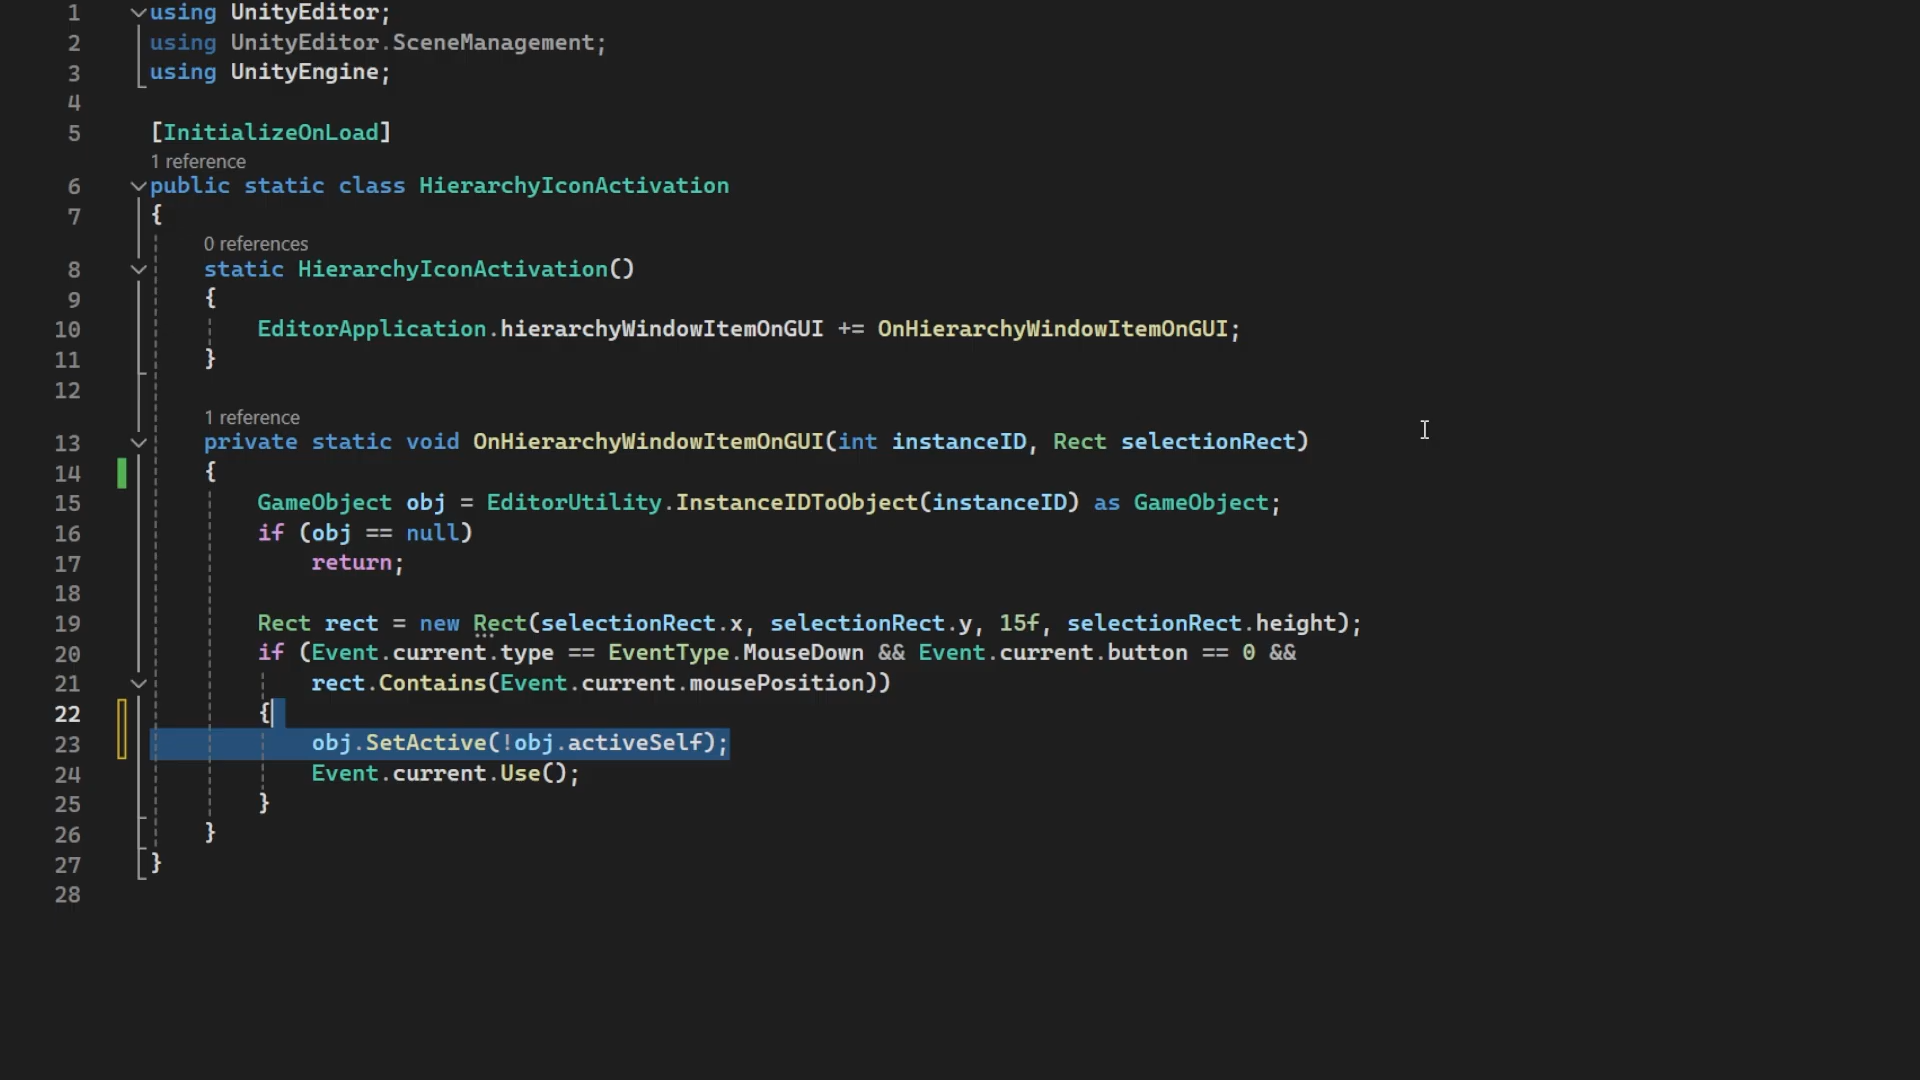 1 using UnityEditor;
2 using UnityEditor.SceneManagement;
3 using UnityEngine;
4
5 [InitializeOnLoad]
1 reference
6 public static class HierarchyIconActivation
7 {
0 references
8 static HierarchyIconActivation()
9 {
10 EditorApplication.hierarchyWindowItemOnGUI += OnHierarchyWindowItemOnGUI;
11 }
12
1 reference
13 private static void OnHierarchyWindowItemOnGUI(int instanceID, Rect selectionRect)
14 {
15 GameObject obj = EditorUtility.InstanceIDToObject(instanceID) as GameObject;
16 if (obj == null)
17 return;
18
19 Rect rect = new Rect(selectionRect.x, selectionRect.y, 15f, selectionRect.height);
20 if (Event.current.type == EventType.MouseDown && Event.current.button == 0 &&
21 rect.Contains(Event.current.mousePosition))
22 {
23 obj.SetActive(!obj.activeSelf);
24 Event.current.Use();
25 }
26 }
27 }
28